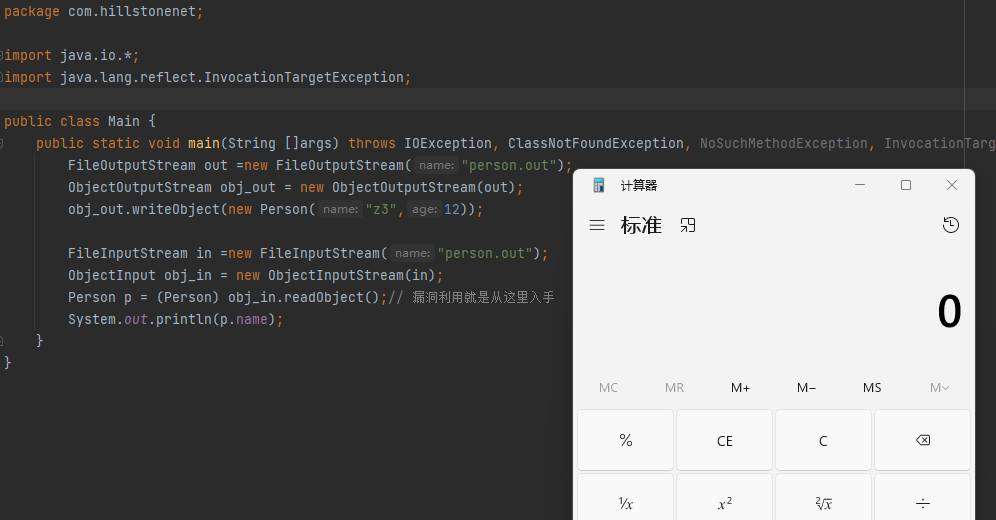 package com.hillstonenet;
import java.io.*;
import java.lang.reflect.InvocationTargetException;
public class Main {
public static void main(String []args) throws IOException, ClassNotFoundException, NoSuchMethodException, InvocationTarg
FileOutputStream out =new FileOutputStream( name: "person.out");
ObjectOutputStream obj_out = new ObjectOutputStream(out);
obj_out.writeObject(new Person( name: "z3", age: 12));
FileInputStream in =new FileInputStream( name: "person.out");
ObjectInput obj_in = new ObjectInputStream(in);
Person p = (Person) obj_in.readObject();// 漏洞利用就是从这里入手
System.out.println(p.name);
}
}
计算器
标准
0
MC MR M+ M− MS M
% CE C
¹/x x² ²√x ÷